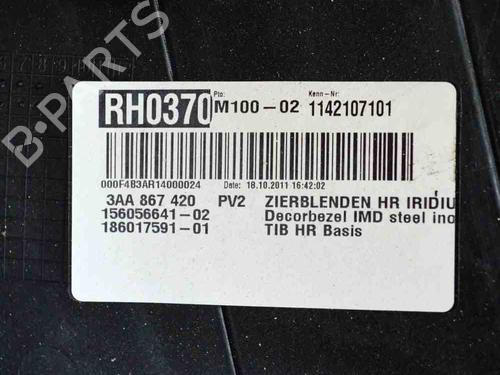 RH0370 Pto: M100-02 Kenn-Nr: 1142107101
000F4B3AR14000024 Date: 18.10.2011 16:42:02
3AA 867 420 PV2 ZIERBLENDEN HR IRIDIU
156056641-02 Decorbezel IMD steel ino
186017591-01 TIB HR Basis
B-PARTS